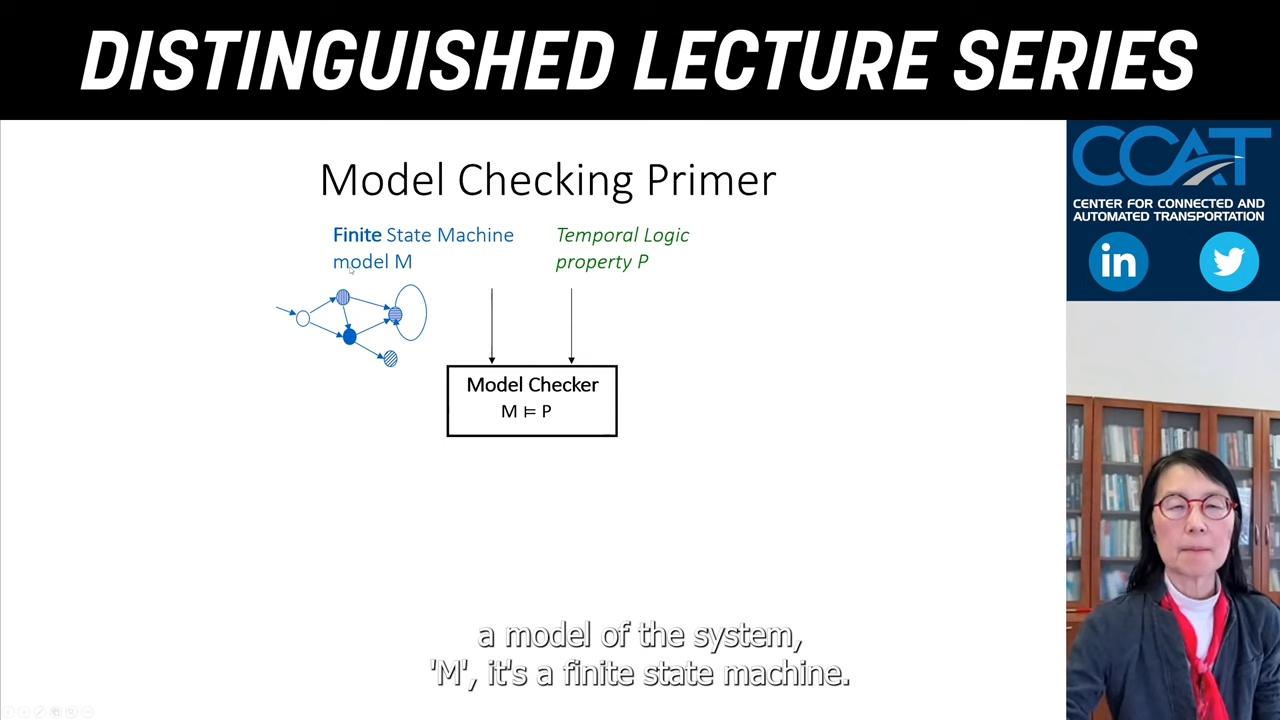 DISTINGUISHED LECTURE SERIES
Model Checking Primer
Finite State Machine
model M
Temporal Logic
property P
Model Checker
M ⊨ P
CCAT
CENTER FOR CONNECTED AND
AUTOMATED TRANSPORTATION
in
a model of the system,
'M', it's a finite state machine.